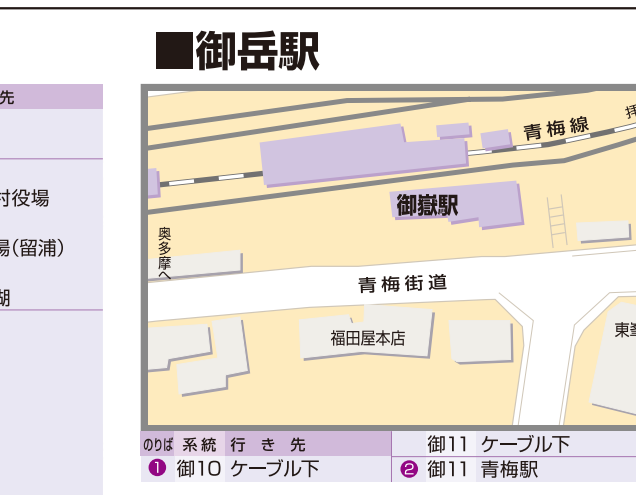 ■御岳駅
先
村役場
場(留浦)
湖
青梅線
拝
御嶽駅
奥多摩へ
青梅街道
福田屋本店
東峯
のりば 系統 行き先
❶ 御10 ケーブル下
御11 ケーブル下
❷ 御11 青梅駅